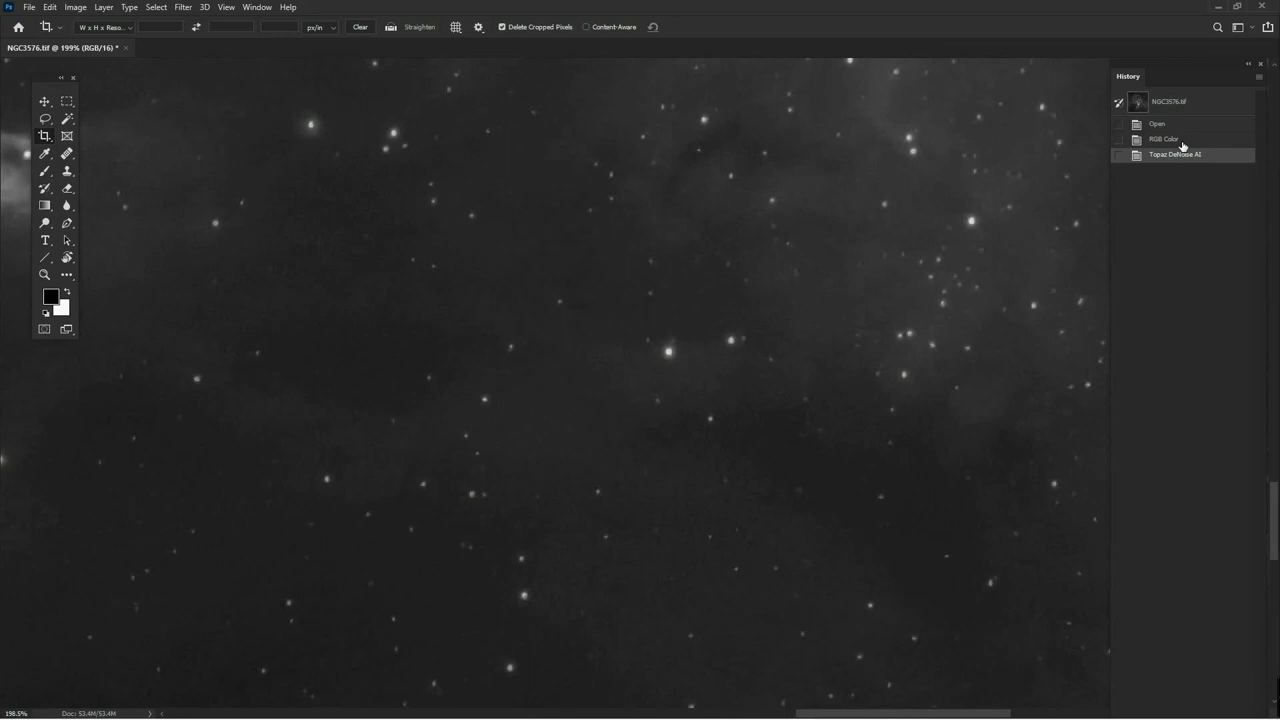 Ps File Edit Image Layer Type Select Filter 3D View Window Help
W x H x Reso... px/in Clear Straighten Delete Cropped Pixels Content-Aware
NGC3576.tif @ 199% (RGB/16) *
History
NGC3576.tif
Open
RGB Color
Topaz DeNoise AI
198.5% Doc: 53.4M/53.4M